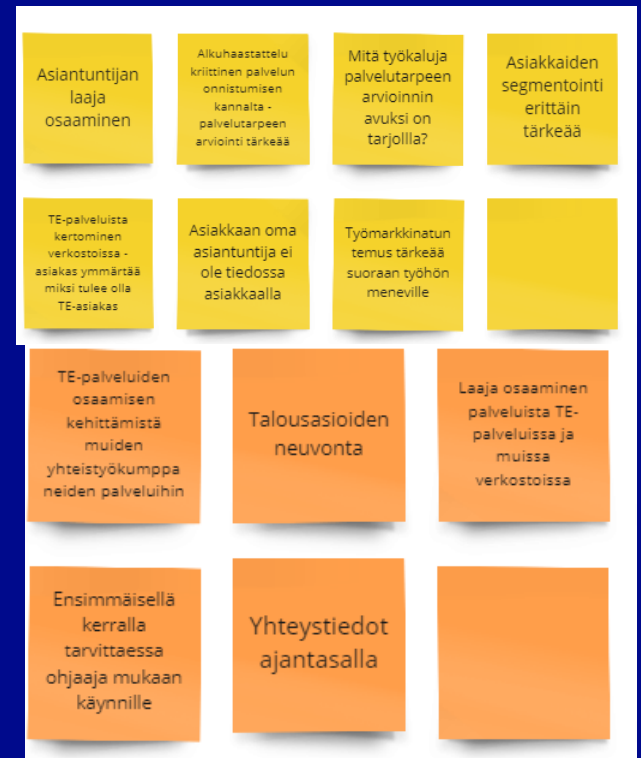 Asiantuntijan
laaja
osaaminen
Alkuhaastattelu
kriittinen palvelun
onnistumisen
kannalta -
palvelutarpeen
arviointi tärkeää
Mitä työkaluja
palvelutarpeen
arvioinnin
avuksi on
tarjollla?
Asiakkaiden
segmentointi
erittäin
tärkeää
TE-palveluista
kertominen
verkostoissa -
asiakas ymmärtää
miksi tulee olla
TE-asiakas
Asiakkaan oma
asiantuntija ei
ole tiedossa
asiakkaalla
Työmarkkinatun
temus tärkeää
suoraan työhön
meneville
TE-palveluiden
osaamisen
kehittämistä
muiden
yhteistyökumppa
neiden palveluihin
Talousasioiden
neuvonta
Laaja osaaminen
palveluista TE-
palveluissa ja
muissa
verkostoissa
Ensimmäisellä
kerralla
tarvittaessa
ohjaaja mukaan
käynnille
Yhteystiedot
ajantasalla